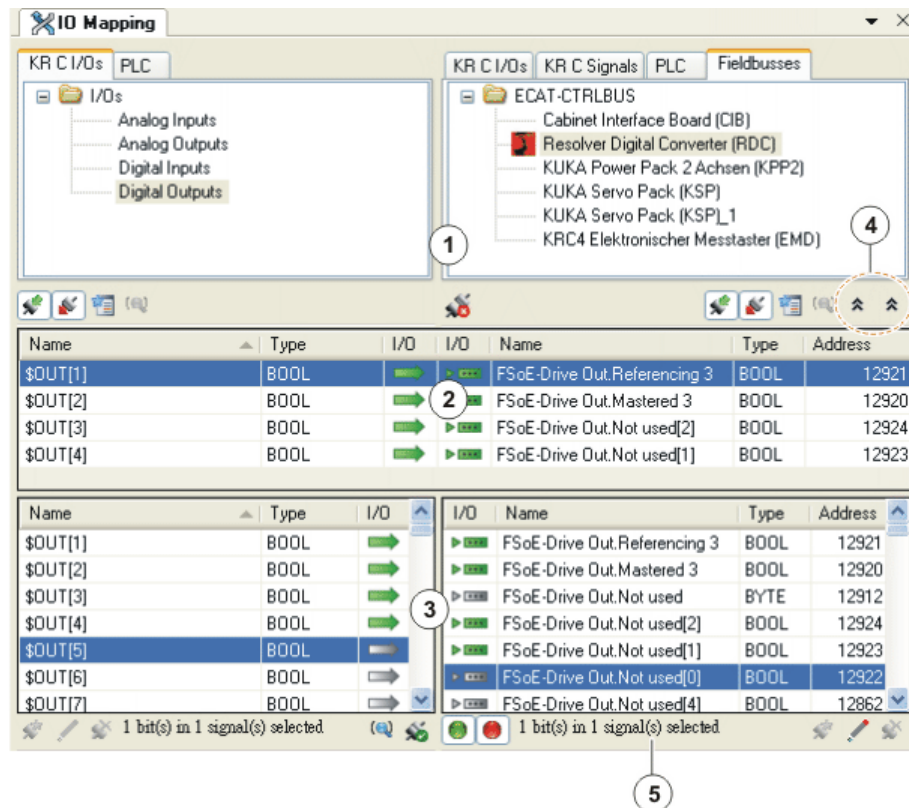 IO Mapping
KR C I/Os PLC
KR C I/Os KR C Signals PLC Fieldbusses
I/Os
Analog Inputs
Analog Outputs
Digital Inputs
Digital Outputs
ECAT-CTRLBUS
Cabinet Interface Board (CIB)
Resolver Digital Converter (RDC)
KUKA Power Pack 2 Achsen (KPP2)
KUKA Servo Pack (KSP)
KUKA Servo Pack (KSP)_1
KRC4 Elektronischer Messtaster (EMD)
1
4
Name Type I/O I/O Name Type Address
$OUT[1] BOOL FSoE-Drive Out.Referencing 3 BOOL 12921
$OUT[2] BOOL FSoE-Drive Out.Mastered 3 BOOL 12920
$OUT[3] BOOL FSoE-Drive Out.Not used[2] BOOL 12924
$OUT[4] BOOL FSoE-Drive Out.Not used[1] BOOL 12923
2
Name Type I/O I/O Name Type Address
$OUT[1] BOOL FSoE-Drive Out.Referencing 3 BOOL 12921
$OUT[2] BOOL FSoE-Drive Out.Mastered 3 BOOL 12920
$OUT[3] BOOL FSoE-Drive Out.Not used BYTE 12912
$OUT[4] BOOL FSoE-Drive Out.Not used[2] BOOL 12924
$OUT[5] BOOL FSoE-Drive Out.Not used[1] BOOL 12923
$OUT[6] BOOL FSoE-Drive Out.Not used[0] BOOL 12922
$OUT[7] BOOL FSoE-Drive Out.Not used[4] BOOL 12862
3
1 bit(s) in 1 signal(s) selected 1 bit(s) in 1 signal(s) selected
5